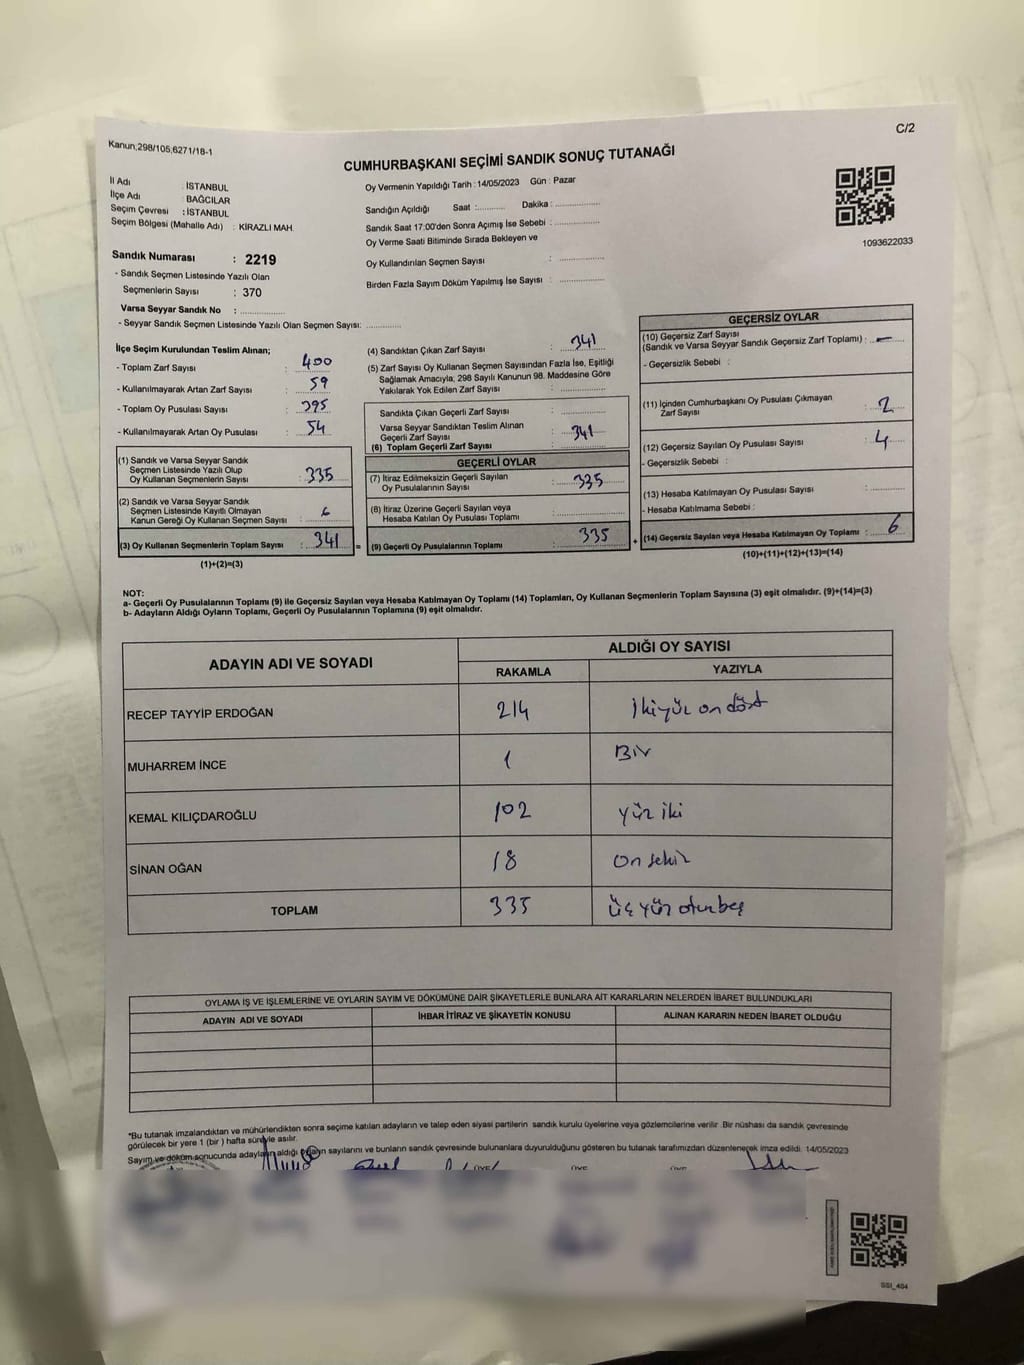 Kanun,298/105,6271/18-1
C/2
CUMHURBAŞKANI SEÇİMİ SANDIK SONUÇ TUTANAĞI
İl Adı : İSTANBUL
İlçe Adı : BAĞCILAR
Seçim Çevresi : İSTANBUL
Seçim Bölgesi (Mahalle Adı) : KİRAZLI MAH.
Sandık Numarası : 2219
- Sandık Seçmen Listesinde Yazılı Olan
Seçmenlerin Sayısı : 370
Varsa Seyyar Sandık No :
- Seyyar Sandık Seçmen Listesinde Yazılı Olan Seçmen Sayısı:
Oy Vermenin Yapıldığı Tarih : 14/05/2023 Gün : Pazar
Sandığın Açıldığı Saat : Dakika :
Sandık Saat 17:00'den Sonra Açımış İse Sebebi :
Oy Verme Saati Bitiminde Sırada Bekleyen ve
Oy Kullandırılan Seçmen Sayısı :
Birden Fazla Sayım Döküm Yapılmış İse Sayısı :
1093622033
İlçe Seçim Kurulundan Teslim Alınan;
- Toplam Zarf Sayısı : 400
- Kullanılmayarak Artan Zarf Sayısı : 59
- Toplam Oy Pusulası Sayısı : 395
- Kullanılmayarak Artan Oy Pusulası : 54
(1) Sandık ve Varsa Seyyar Sandık
Seçmen Listesinde Yazılı Olup
Oy Kullanan Seçmenlerin Sayısı : 335
(2) Sandık ve Varsa Seyyar Sandık
Seçmen Listesinde Kayıtlı Olmayan
Kanun Gereği Oy Kullanan Seçmen Sayısı : 6
(3) Oy Kullanan Seçmenlerin Toplam Sayısı : 341 =
(1)+(2)=(3)
(4) Sandıktan Çıkan Zarf Sayısı : 341
(5) Zarf Sayısı Oy Kullanan Seçmen Sayısından Fazla İse, Eşitliği
Sağlamak Amacıyla, 298 Sayılı Kanunun 98. Maddesine Göre
Yakılarak Yok Edilen Zarf Sayısı :
Sandıkta Çıkan Geçerli Zarf Sayısı :
Varsa Seyyar Sandıktan Teslim Alınan
Geçerli Zarf Sayısı :
(6) Toplam Geçerli Zarf Sayısı 341
GEÇERLİ OYLAR
(7) İtiraz Edilmeksizin Geçerli Sayılan
Oy Pusulalarının Sayısı : 335
(8) İtiraz Üzerine Geçerli Sayılan veya
Hesaba Katılan Oy Pusulası Toplamı :
(9) Geçerli Oy Pusulalarının Toplamı : 335 +
GEÇERSİZ OYLAR
(10) Geçersiz Zarf Sayısı
(Sandık ve Varsa Seyyar Sandık Geçersiz Zarf Toplamı) : -
- Geçersizlik Sebebi :
(11) İçinden Cumhurbaşkanı Oy Pusulası Çıkmayan
Zarf Sayısı : 2
(12) Geçersiz Sayılan Oy Pusulası Sayısı : 4
- Geçersizlik Sebebi :
(13) Hesaba Katılmayan Oy Pusulası Sayısı :
- Hesaba Katılmama Sebebi :
(14) Geçersiz Sayılan veya Hesaba Katılmayan Oy Toplamı : 6
(10)+(11)+(12)+(13)=(14)
NOT:
a- Geçerli Oy Pusulalarının Toplamı (9) ile Geçersiz Sayılan veya Hesaba Katılmayan Oy Toplamı (14) Toplamları, Oy Kullanan Seçmenlerin Toplam Sayısına (3) eşit olmalıdır. (9)+(14)=(3)
b- Adayların Aldığı Oyların Toplamı, Geçerli Oy Pusulalarının Toplamına (9) eşit olmalıdır.
ADAYIN ADI VE SOYADI ALDIĞI OY SAYISI
RAKAMLA YAZIYLA
RECEP TAYYİP ERDOĞAN 214 ikiyüz on dört
MUHARREM İNCE 1 Bir
KEMAL KILIÇDAROĞLU 102 yüz iki
SİNAN OĞAN 18 on sekiz
TOPLAM 335 üçyüz otuzbeş
OYLAMA İŞ VE İŞLEMLERİNE VE OYLARIN SAYIM VE DÖKÜMÜNE DAİR ŞİKAYETLERLE BUNLARA AİT KARARLARIN NELERDEN İBARET BULUNDUKLARI
ADAYIN ADI VE SOYADI İHBAR İTİRAZ VE ŞİKAYETİN KONUSU ALINAN KARARIN NEDEN İBARET OLDUĞU
*Bu tutanak imzalandıktan ve mühürlendikten sonra seçime katılan adayların ve talep eden siyasi partilerin sandık kurulu üyelerine veya gözlemcilerine verilir. Bir nüshası da sandık çevresinde
görülecek bir yere 1 (bir) hafta süreyle asılır.
Sayım ve döküm sonucunda adayların aldığı oyların sayılarını ve bunların sandık çevresinde bulunanlara duyurulduğunu gösteren bu tutanak tarafımızdan düzenlenerek imza edildi. 14/05/2023
SSI_404